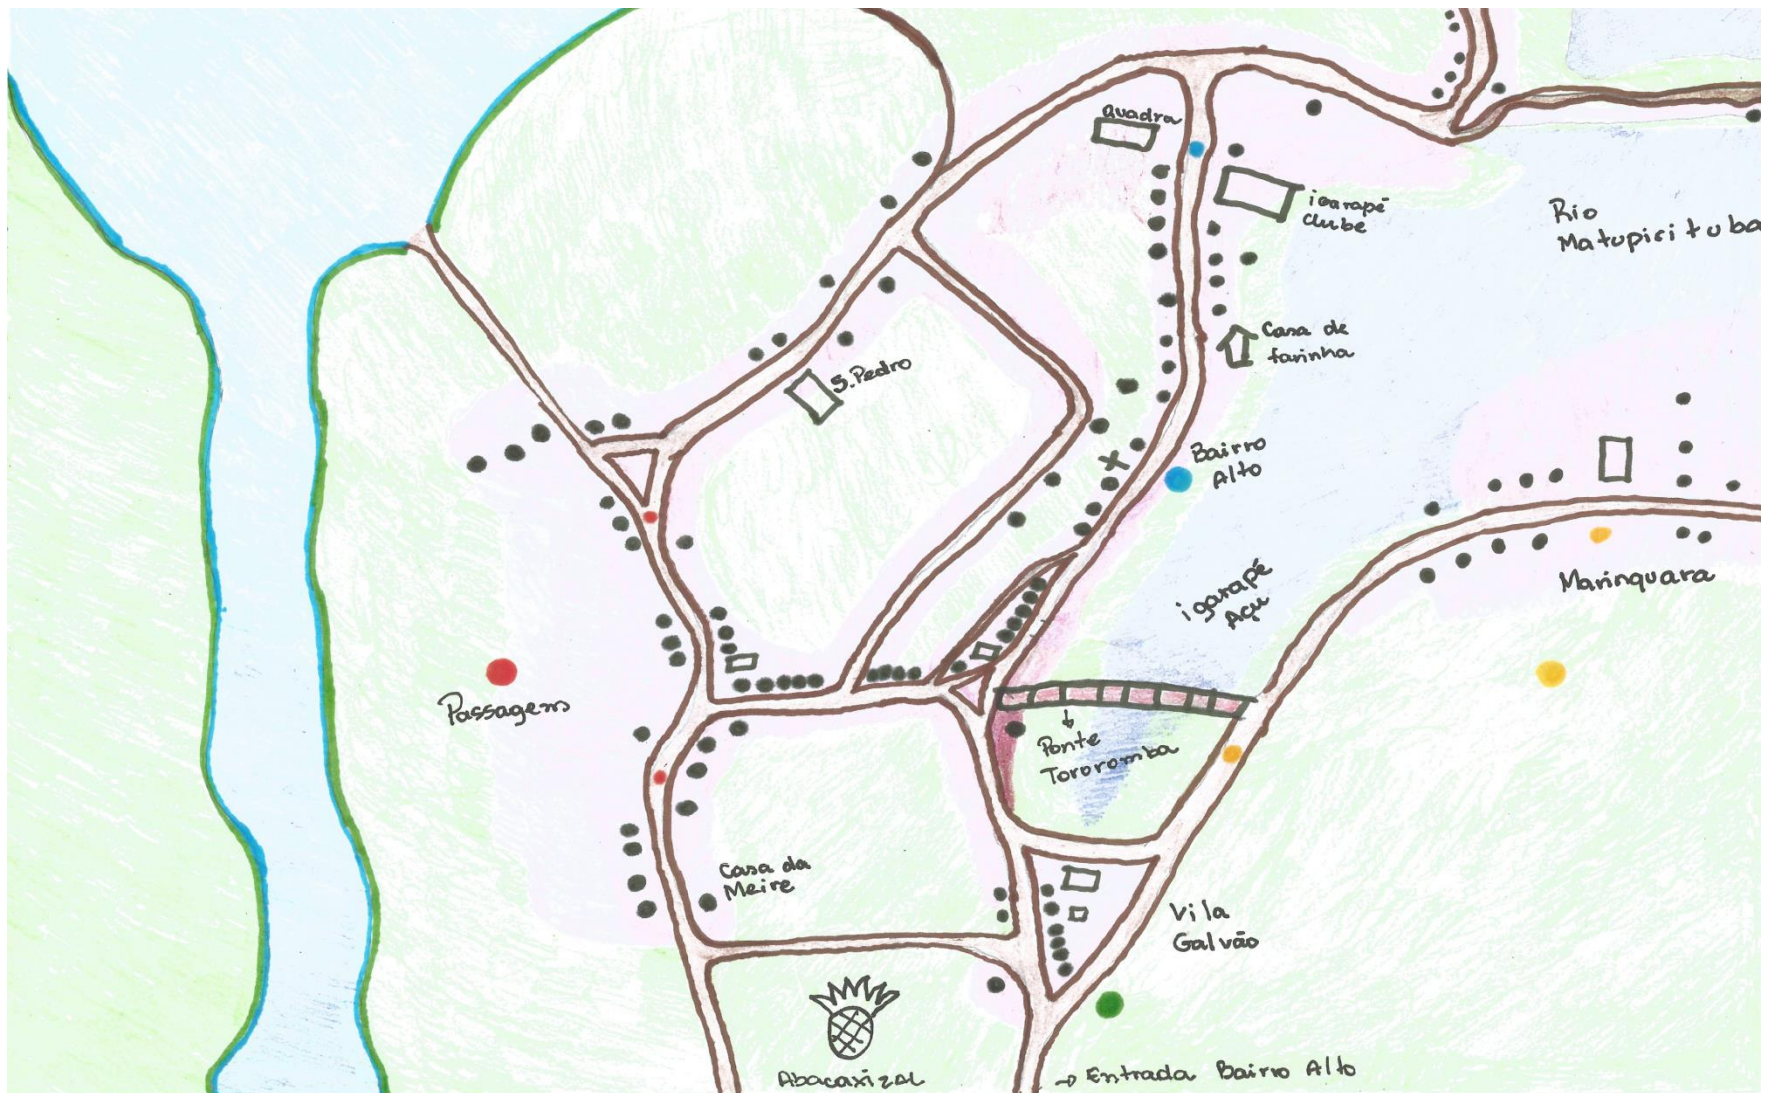 Quadra
igarapé
clube
Rio
Matupiri tuba
Casa de
farinha
S. Pedro
Bairro
Alto
igarapé
Açu
Marinquara
Passagem
Ponte
Tororomba
Casa da
Meire
Vila
Galvão
Abacaxizal
→ Entrada Bairro Alto